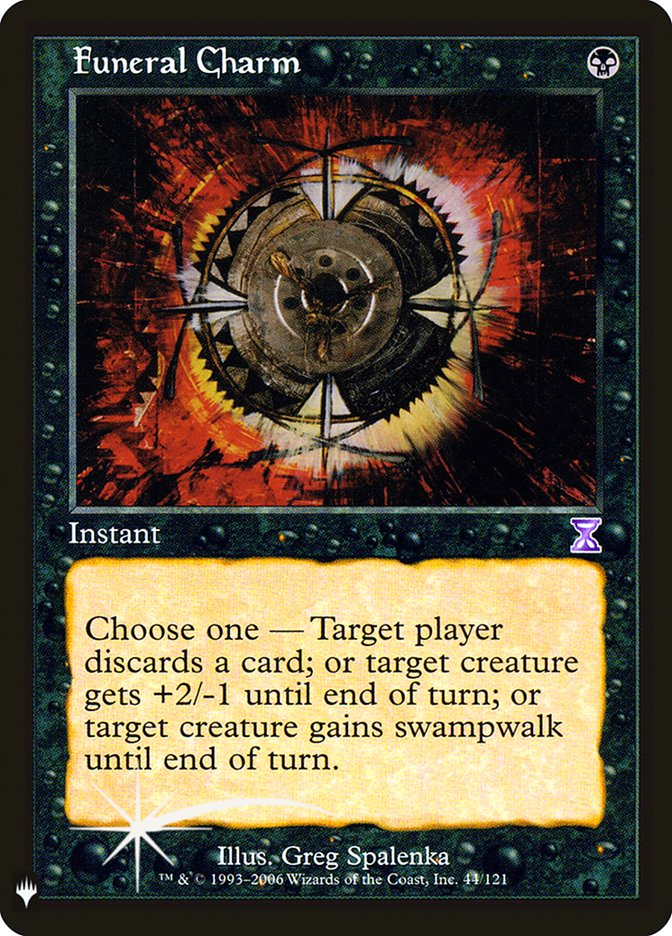 Funeral Charm
Instant
Choose one — Target player
discards a card; or target creature
gets +2/-1 until end of turn; or
target creature gains swampwalk
until end of turn.
Illus. Greg Spalenka
™ & © 1993–2006 Wizards of the Coast, Inc. 44/121